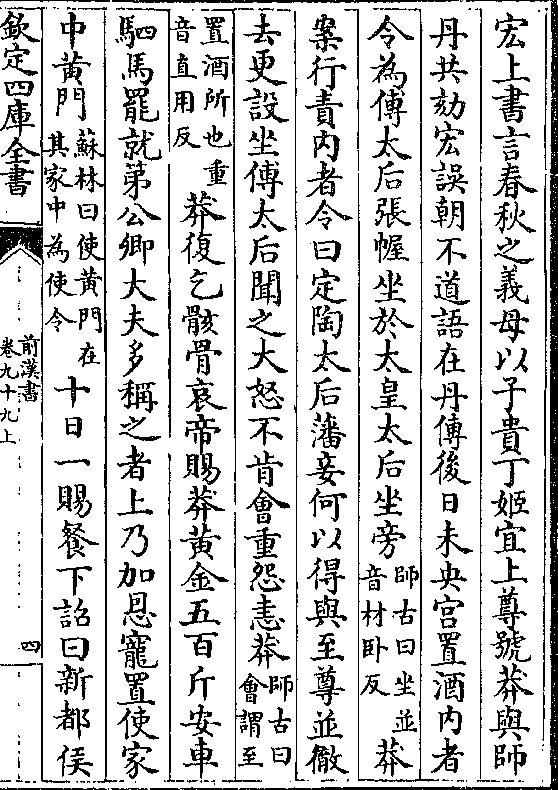 宏上書言春秋之義母以子貴丁姬宜上尊號莽與師
丹共劾宏誤朝不道語在丹傳後日未央宮置酒内者
令為傅太后張幄坐於太皇太后坐旁師古曰坐並音材卧反莽
案行責内者令曰定陶太后藩妾何以得與至尊並徹
去更設坐傅太后聞之大怒不肯會重怨恚莽師古曰會謂至
置酒所也重音直用反莽復乞骸骨哀帝賜莽黄金五百斤安車
駟馬罷就第公卿大夫多稱之者上乃加恩寵置使家
中黄門蘇林曰使黄門在其家中為使令十日一賜餐下詔曰新都侯
欽定四庫全書
前漢書
卷九十九上
四